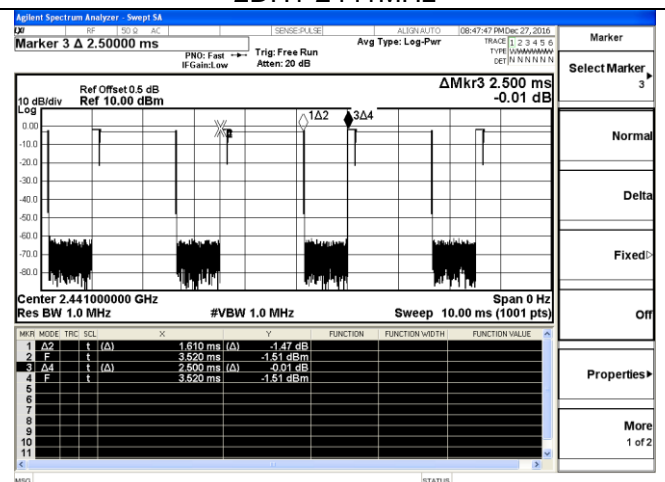 Agilent Spectrum Analyzer - Swept SA
LXI RF 50 Ω AC SENSE:PULSE ALIGN AUTO 08:47:47 PM Dec 27, 2016
Marker 3 Δ 2.50000 ms
PNO: Fast Trig: Free Run
IFGain:Low Atten: 20 dB
Avg Type: Log-Pwr
TRACE 1 2 3 4 5 6
TYPE
DET N N N N N N
Ref Offset 0.5 dB
10 dB/div Ref 10.00 dBm
ΔMkr3 2.500 ms
-0.01 dB
Log
1Δ2 3Δ4
0.00
-10.0
-20.0
-30.0
-40.0
-50.0
-60.0
-70.0
-80.0
Center 2.441000000 GHz Span 0 Hz
Res BW 1.0 MHz #VBW 1.0 MHz Sweep 10.00 ms (1001 pts)
MKR MODE TRC SCL X Y FUNCTION FUNCTION WIDTH FUNCTION VALUE
1 Δ2 t (Δ) 1.610 ms (Δ) -1.47 dB
2 F t 3.520 ms -1.51 dBm
3 Δ4 t (Δ) 2.500 ms (Δ) -0.01 dB
4 F t 3.520 ms -1.51 dBm
5
6
7
8
9
10
11
MSG STATUS
Marker
Select Marker
3
Normal
Delta
Fixed
Off
Properties
More
1 of 2